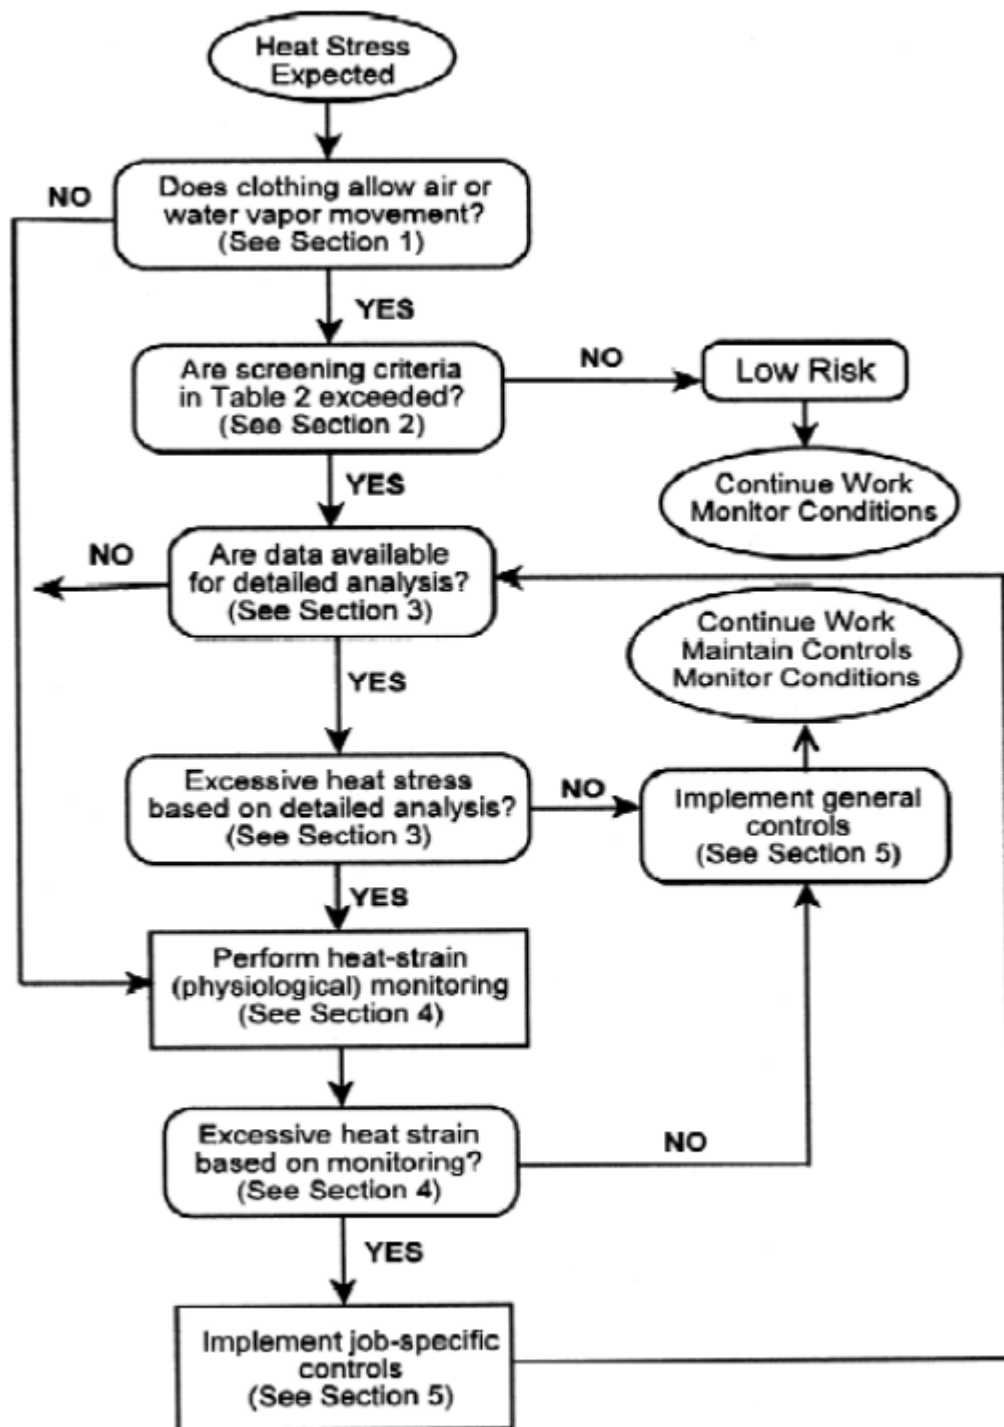 Heat Stress
Expected
NO
Does clothing allow air or
water vapor movement?
(See Section 1)
YES
Are screening criteria
in Table 2 exceeded?
(See Section 2)
NO
Low Risk
YES
Continue Work
Monitor Conditions
NO
Are data available
for detailed analysis?
(See Section 3)
Continue Work
Maintain Controls
Monitor Conditions
YES
Excessive heat stress
based on detailed analysis?
(See Section 3)
NO
Implement general
controls
(See Section 5)
YES
Perform heat-strain
(physiological) monitoring
(See Section 4)
Excessive heat strain
based on monitoring?
(See Section 4)
NO
YES
Implement job-specific
controls
(See Section 5)